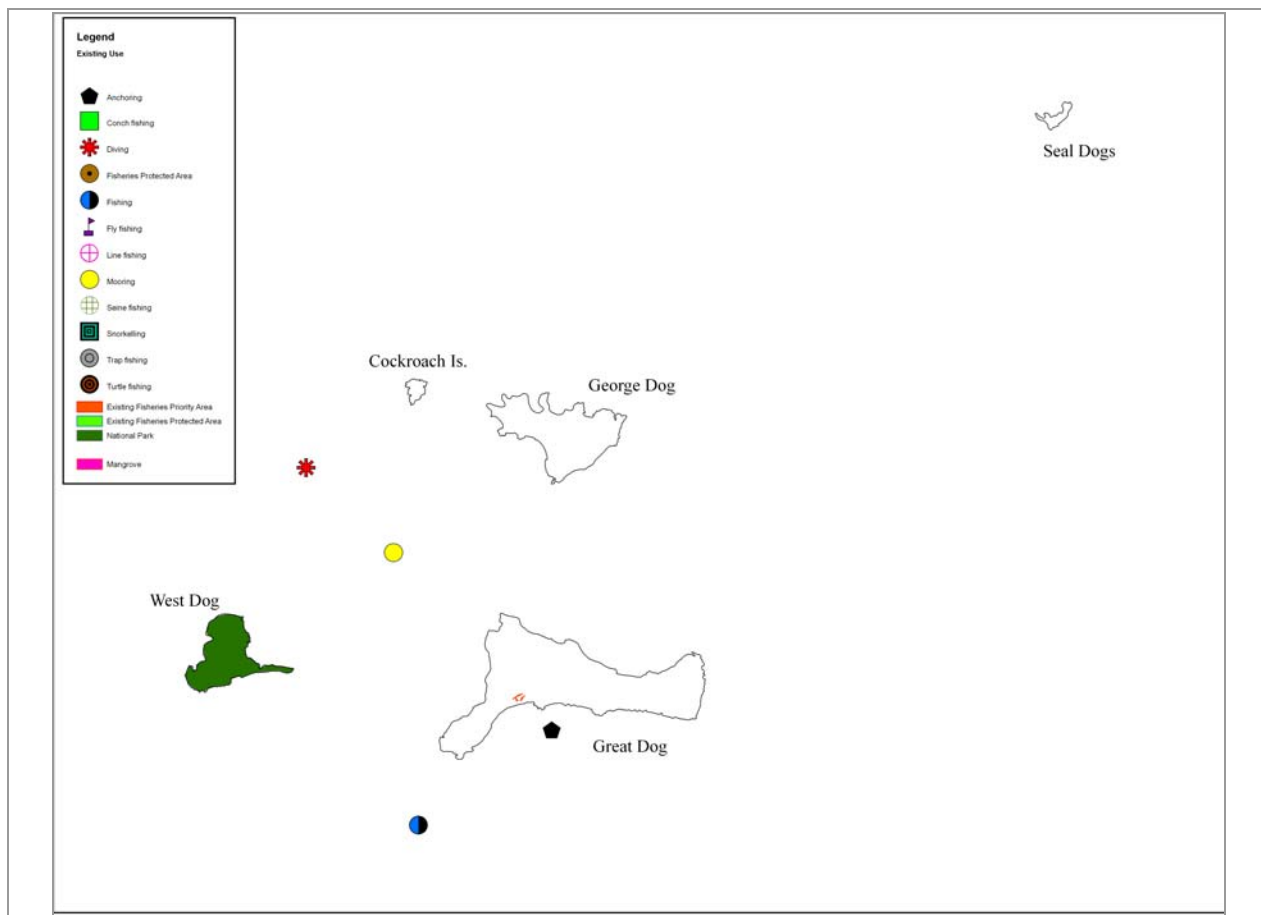 Legend
Existing Use
Anchoring
Conch fishing
Diving
Fisheries Protected Area
Fishing
Fly fishing
Line fishing
Mooring
Seine fishing
Snorkelling
Trap fishing
Turtle fishing
Existing Fisheries Priority Area
Existing Fisheries Protected Area
National Park
Mangrove
Seal Dogs
Cockroach Is.
George Dog
West Dog
Great Dog